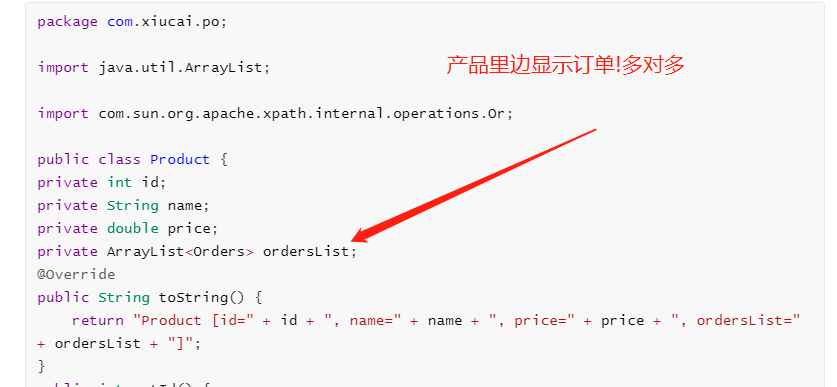 package com.xiucai.po;
import java.util.ArrayList;
产品里边显示订单!多对多
import com.sun.org.apache.xpath.internal.operations.Or;
public class Product {
private int id;
private String name;
private double price;
private ArrayList<Orders> ordersList;
@Override
public String toString() {
    return "Product [id=" + id + ", name=" + name + ", price=" + price + ", ordersList="
+ ordersList + "]";
}